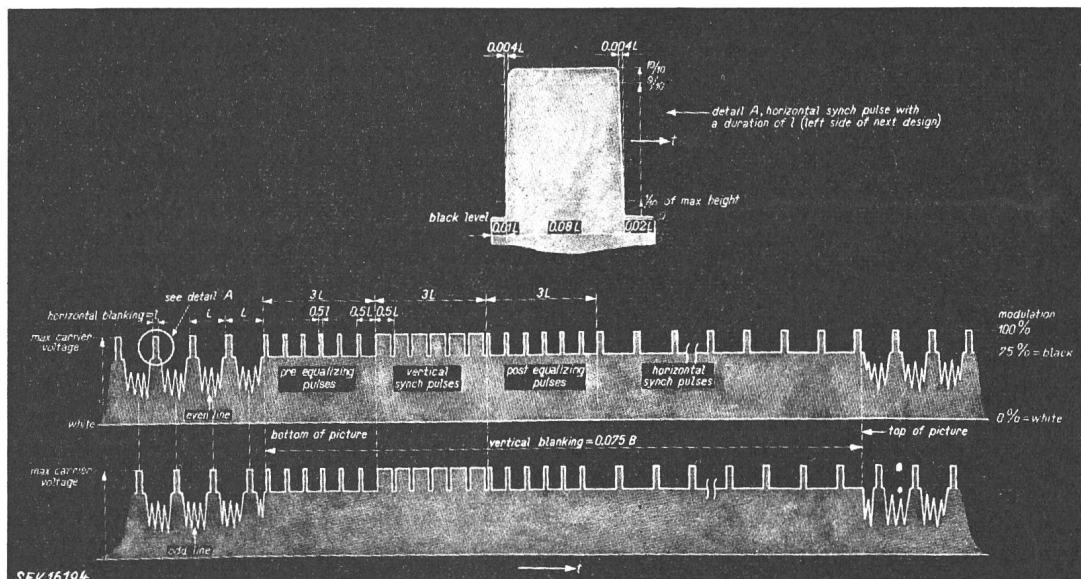 0.004L
0.004L
10/10
9/10
detail A, horizontal synch pulse with
a duration of l (left side of next design)
t
1/10 of max height
0
black level
0.01L
0.08L
0.02L
see detail A
horizontal blanking=l
L
L
3L
3L
3L
0.5l
0.5L
0.5L
modulation
100%
max carrier
voltage
75%=black
pre equalizing
pulses
vertical
synch pulses
post equalizing
pulses
horizontal
synch pulses
even line
white
0%=white
bottom of picture
vertical blanking=0.075 B
top of picture
max carrier
voltage
odd line
t